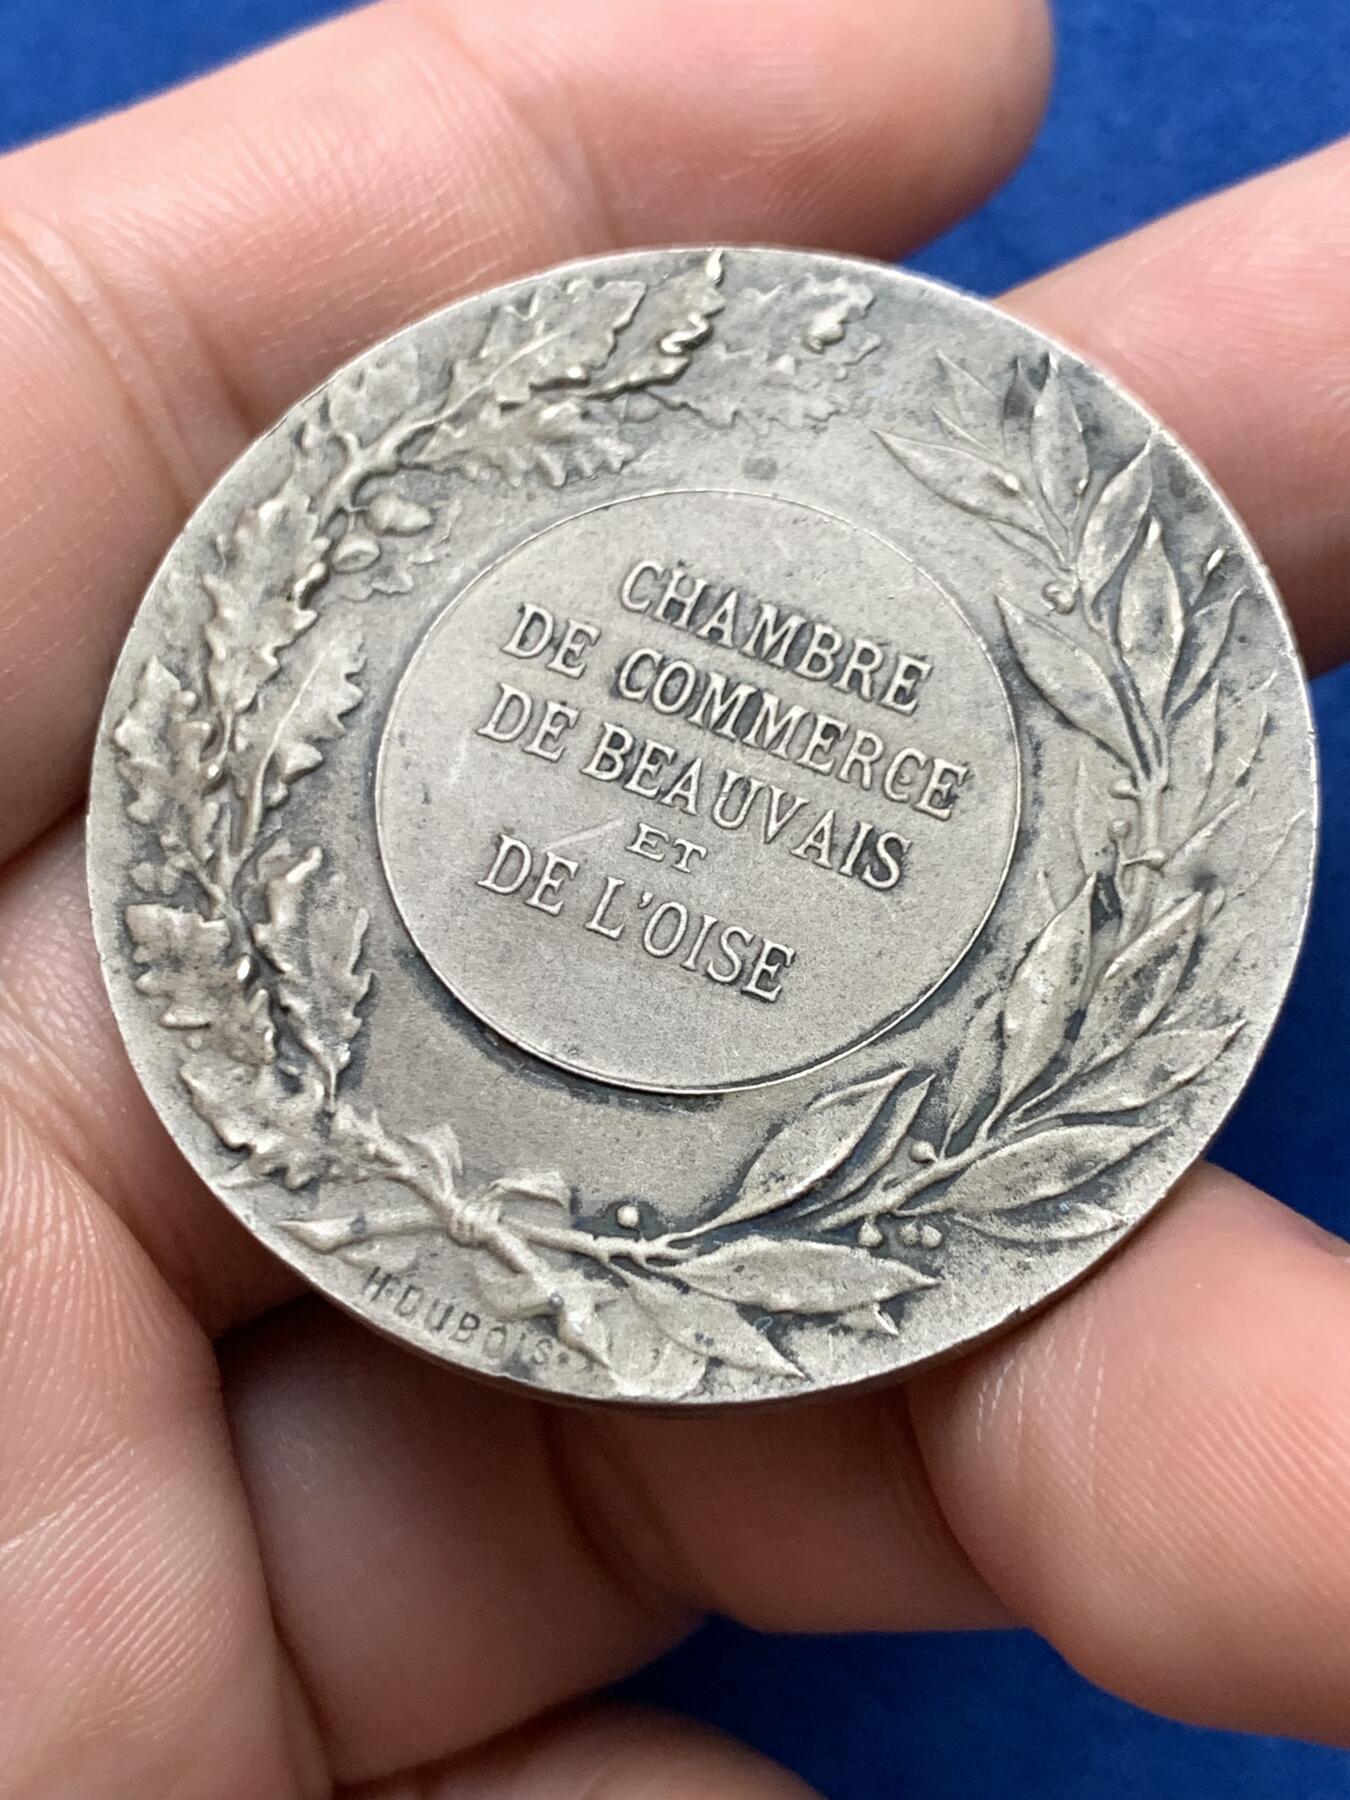 CHAMBRE
DE COMMERCE
DE BEAUVAIS
ET
DE L'OISE
H·DUBOIS·